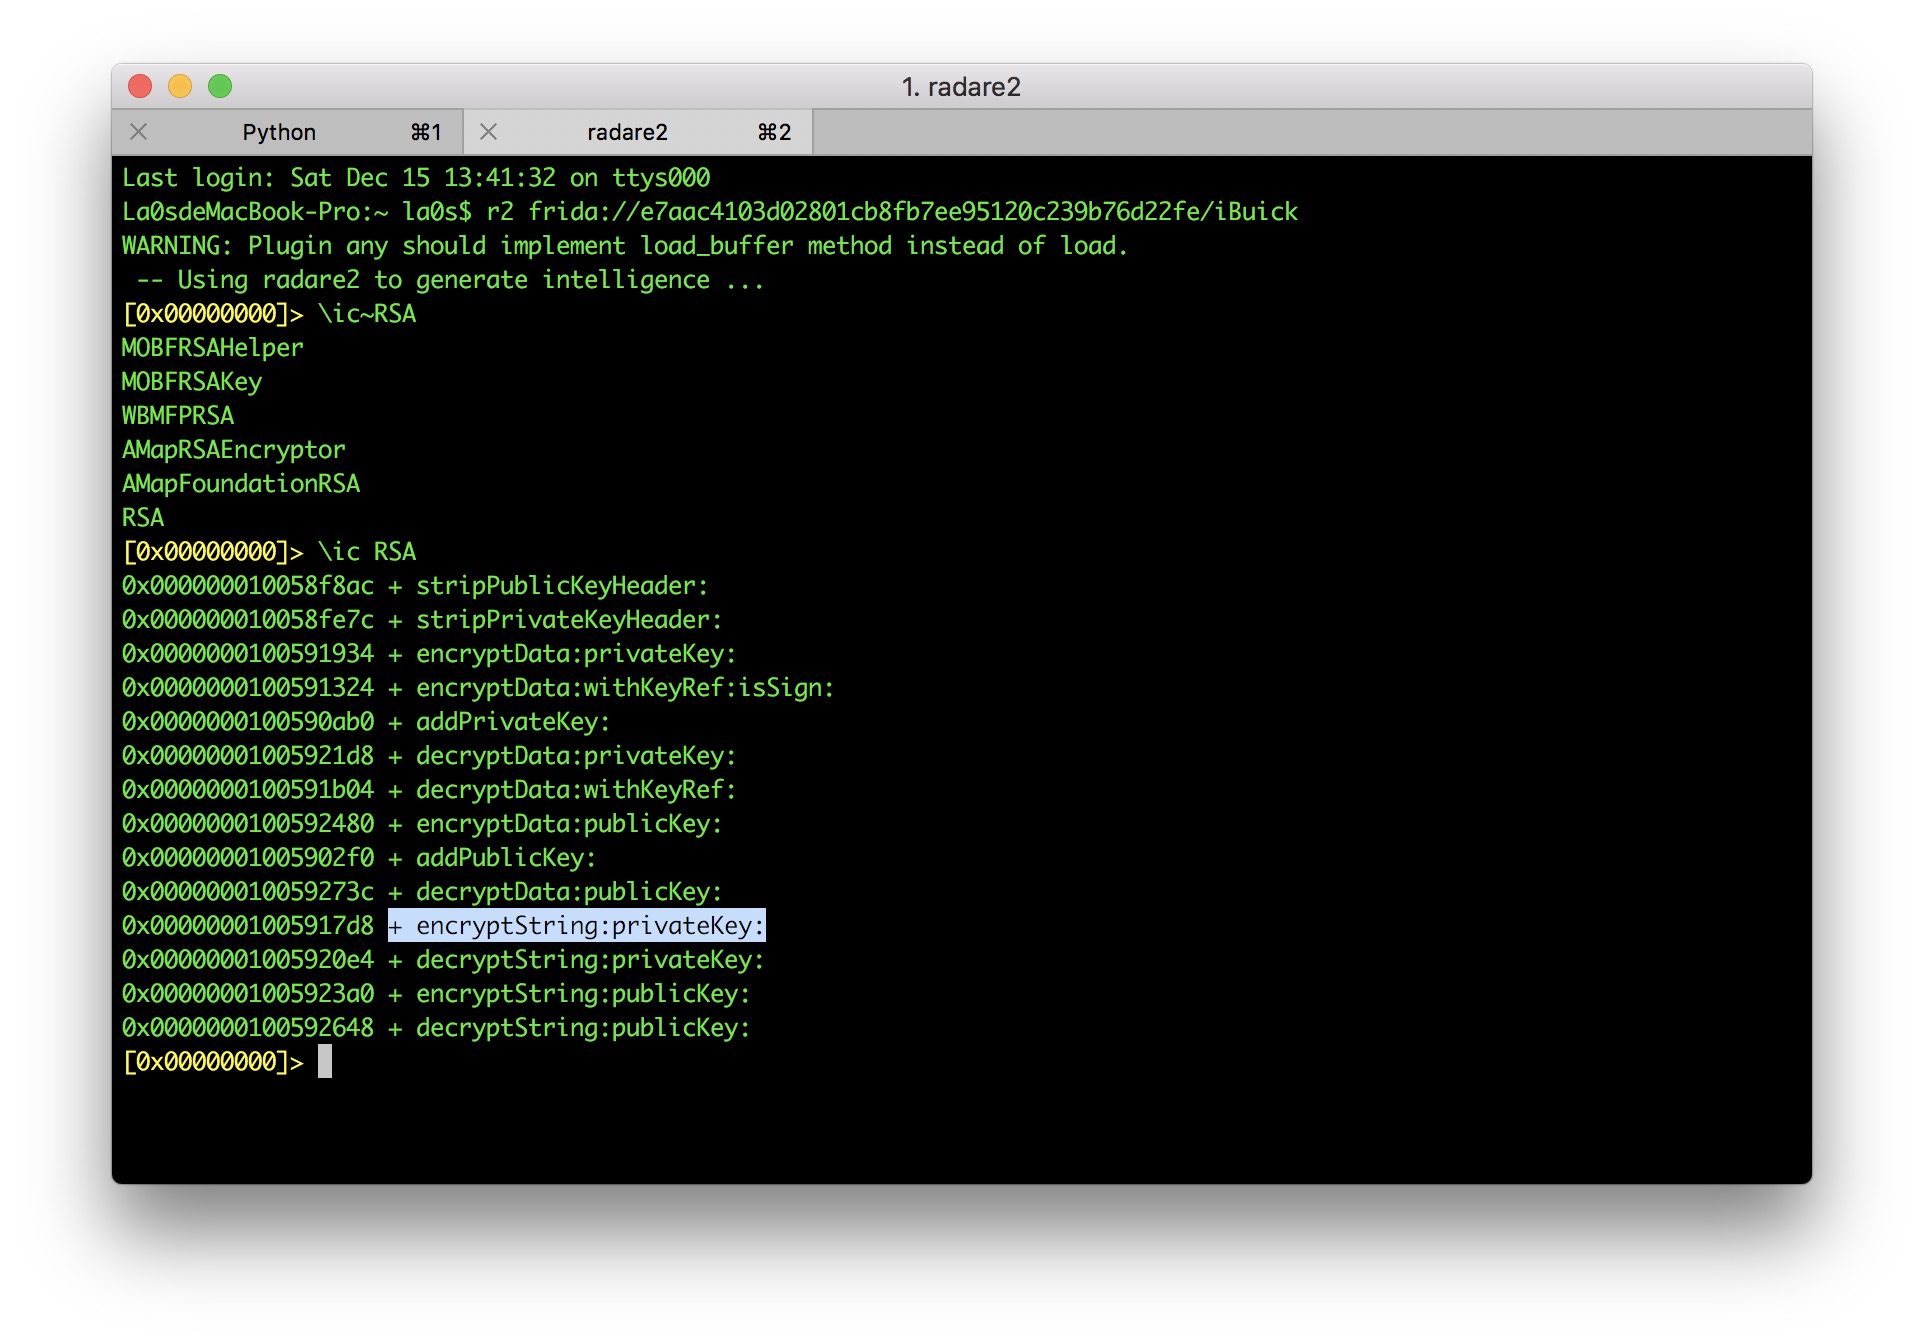 1. radare2
Python ⌘1 radare2 ⌘2
Last login: Sat Dec 15 13:41:32 on ttys000
La0sdeMacBook-Pro:~ la0s$ r2 frida://e7aac4103d02801cb8fb7ee95120c239b76d22fe/iBuick
WARNING: Plugin any should implement load_buffer method instead of load.
 -- Using radare2 to generate intelligence ...
[0x00000000]> \ic~RSA
MOBFRSAHelper
MOBFRSAKey
WBMFPRSA
AMapRSAEncryptor
AMapFoundationRSA
RSA
[0x00000000]> \ic RSA
0x000000010058f8ac + stripPublicKeyHeader:
0x000000010058fe7c + stripPrivateKeyHeader:
0x0000000100591934 + encryptData:privateKey:
0x0000000100591324 + encryptData:withKeyRef:isSign:
0x0000000100590ab0 + addPrivateKey:
0x00000001005921d8 + decryptData:privateKey:
0x0000000100591b04 + decryptData:withKeyRef:
0x0000000100592480 + encryptData:publicKey:
0x00000001005902f0 + addPublicKey:
0x000000010059273c + decryptData:publicKey:
0x00000001005917d8 + encryptString:privateKey:
0x00000001005920e4 + decryptString:privateKey:
0x00000001005923a0 + encryptString:publicKey:
0x0000000100592648 + decryptString:publicKey:
[0x00000000]>